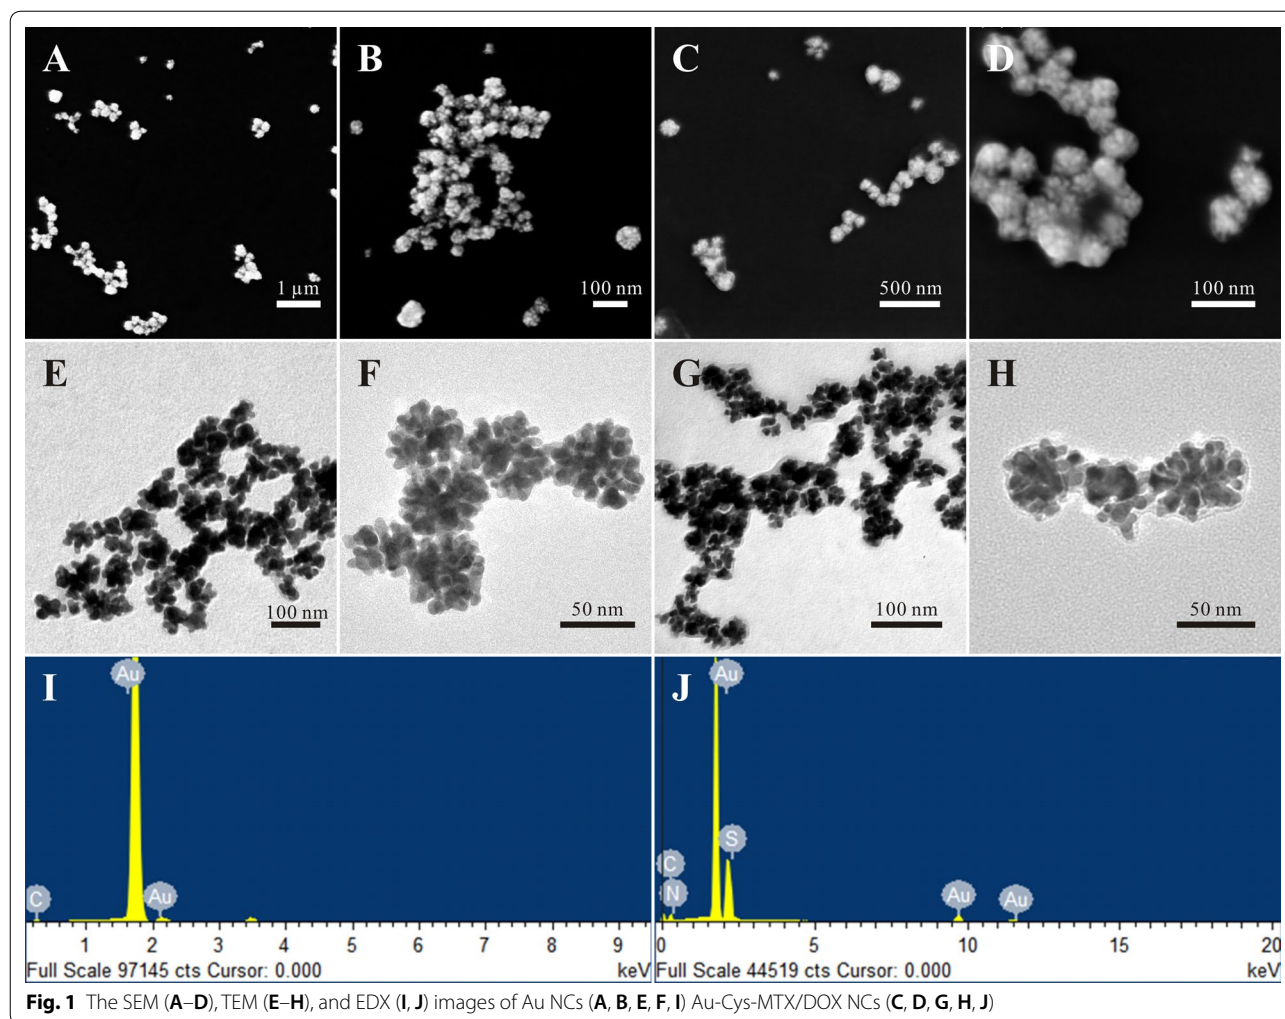 A
B
C
D
1 µm
100 nm
500 nm
100 nm
E
F
G
H
100 nm
50 nm
100 nm
50 nm
I
Au
C
Au
1 2 3 4 5 6 7 8 9
Full Scale 97145 cts Cursor: 0.000 keV
J
Au
S
C
N
Au
Au
0 5 10 15 20
Full Scale 44519 cts Cursor: 0.000 keV
Fig. 1 The SEM (A–D), TEM (E–H), and EDX (I, J) images of Au NCs (A, B, E, F, I) Au-Cys-MTX/DOX NCs (C, D, G, H, J)